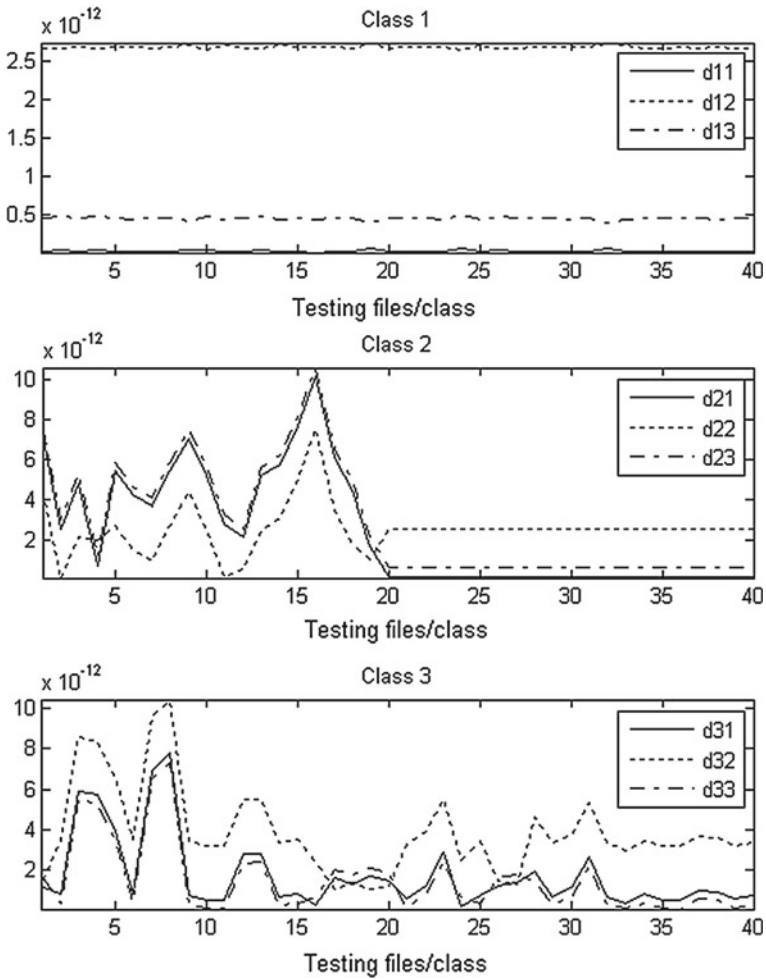 x 10-12
Class 1
2.5
2
1.5
1
0.5
d11
d12
d13
5 10 15 20 25 30 35 40
Testing files/class
x 10-12
Class 2
10
8
6
4
2
d21
d22
d23
5 10 15 20 25 30 35 40
Testing files/class
x 10-12
Class 3
10
8
6
4
2
d31
d32
d33
5 10 15 20 25 30 35 40
Testing files/class